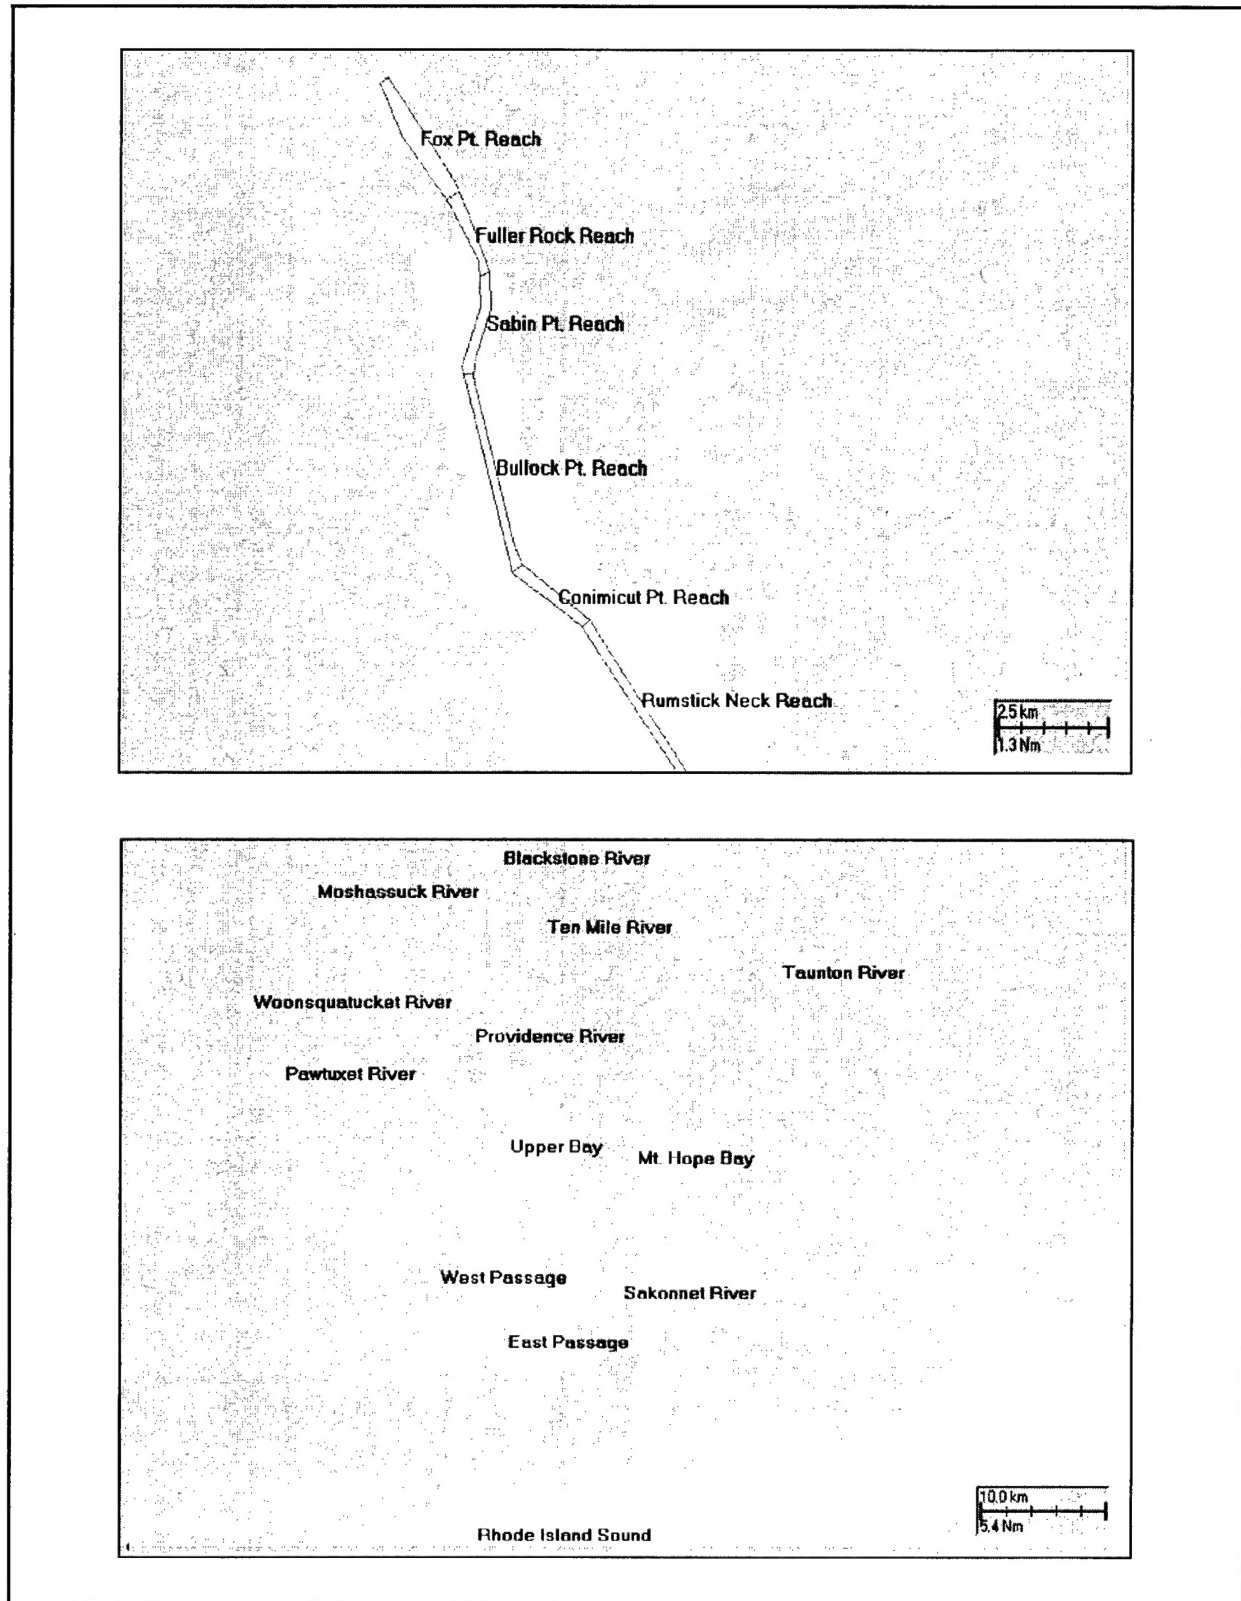 Fox Pt. Reach
Fuller Rock Reach
Sabin Pt. Reach
Bullock Pt. Reach
Conimicut Pt. Reach
Rumstick Neck Reach
2.5 km
1.3 Nm
Blackstone River
Moshassuck River
Ten Mile River
Taunton River
Woonsquatucket River
Providence River
Pawtuxet River
Upper Bay
Mt. Hope Bay
West Passage
Sakonnet River
East Passage
10.0 km
5.4 Nm
Rhode Island Sound